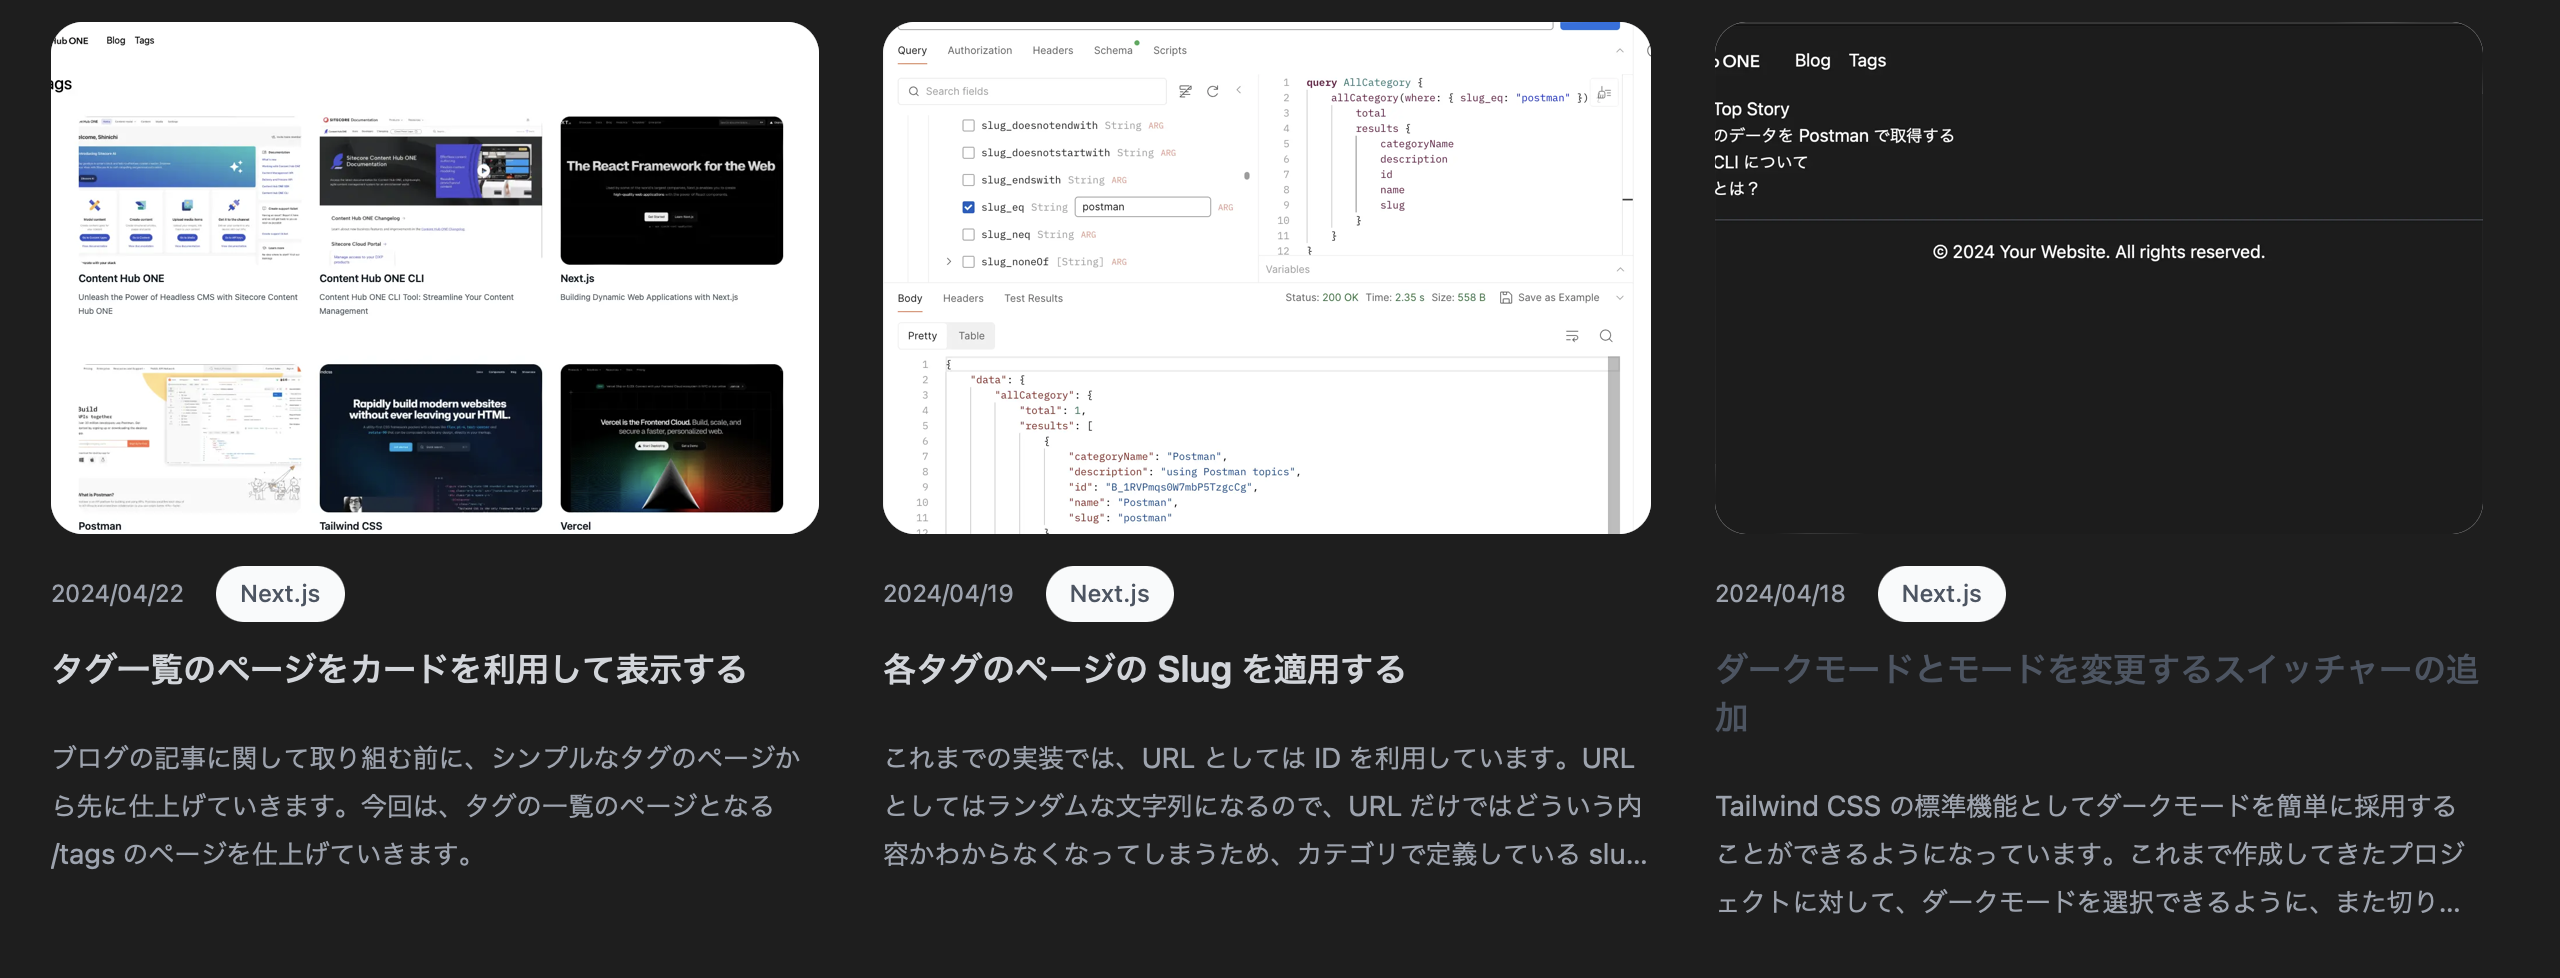 Hub ONE Blog Tags
ags
Content Hub ONE
Unleash the Power of Headless CMS with Sitecore Content
Hub ONE
Content Hub ONE CLI
Content Hub ONE CLI Tool: Streamline Your Content
Management
The React Framework for the Web
Next.js
Building Dynamic Web Applications with Next.js
Postman
Rapidly build modern websites
without ever leaving your HTML.
Tailwind CSS
Vercel is the Frontend Cloud. Build, scale, and
secure a faster, personalized web.
Vercel
2024/04/22 Next.js
タグ一覧のページをカードを利用して表示する
ブログの記事に関して取り組む前に、シンプルなタグのページか
ら先に仕上げていきます。今回は、タグの一覧のページとなる
/tags のページを仕上げていきます。
Query Authorization Headers Schema Scripts
Search fields
slug_doesnotendwith String ARG
slug_doesnotstartwith String ARG
slug_endswith String ARG
slug_eq String postman ARG
slug_neq String ARG
slug_noneOf [String] ARG
1 query AllCategory {
2 allCategory(where: { slug_eq: "postman" })
3 total
4 results {
5 categoryName
6 description
7 id
8 name
9 slug
10 }
11 }
12 }
Variables
Body Headers Test Results Status: 200 OK Time: 2.35 s Size: 558 B Save as Example
Pretty Table
1 {
2 "data": {
3 "allCategory": {
4 "total": 1,
5 "results": [
6 {
7 "categoryName": "Postman",
8 "description": "using Postman topics",
9 "id": "B_1RVPmqs0W7mbP5TzgcCg",
10 "name": "Postman",
11 "slug": "postman"
12 }
2024/04/19 Next.js
各タグのページの Slug を適用する
これまでの実装では、URL としては ID を利用しています。URL
としてはランダムな文字列になるので、URL だけではどういう内
容かわからなくなってしまうため、カテゴリで定義している slu...
ONE Blog Tags
Top Story
のデータを Postman で取得する
CLI について
とは？
© 2024 Your Website. All rights reserved.
2024/04/18 Next.js
ダークモードとモードを変更するスイッチャーの追
加
Tailwind CSS の標準機能としてダークモードを簡単に採用する
ことができるようになっています。これまで作成してきたプロジ
ェクトに対して、ダークモードを選択できるように、また切り...